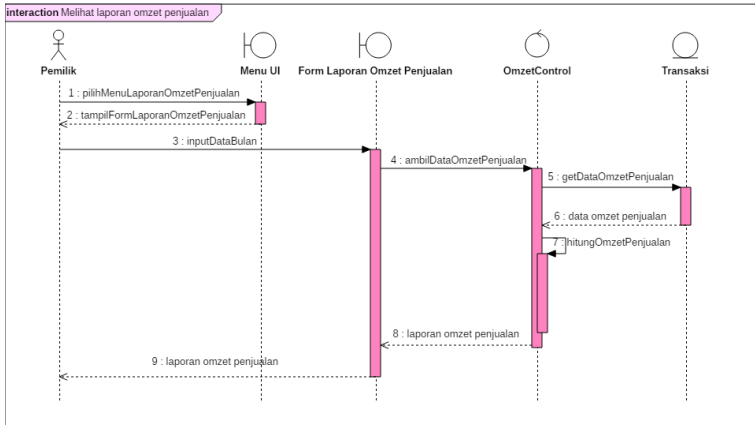 interaction Melihat laporan omzet penjualan
Pemilik
Menu UI
Form Laporan Omzet Penjualan
OmzetControl
Transaksi
1 : pilihMenuLaporanOmzetPenjualan
2 : tampilFormLaporanOmzetPenjualan
3 : inputDataBulan
4 : ambilDataOmzetPenjualan
5 : getDataOmzetPenjualan
6 : data omzet penjualan
7 : hitungOmzetPenjualan
8 : laporan omzet penjualan
9 : laporan omzet penjualan